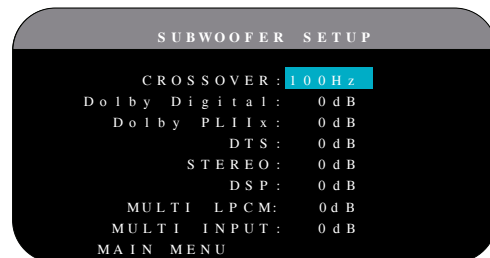 SUBWOOFER SETUP
CROSSOVER: 100Hz
Dolby Digital: 0dB
Dolby PLIIx: 0dB
DTS: 0dB
STEREO: 0dB
DSP: 0dB
MULTI LPCM: 0dB
MULTI INPUT: 0dB
MAIN MENU